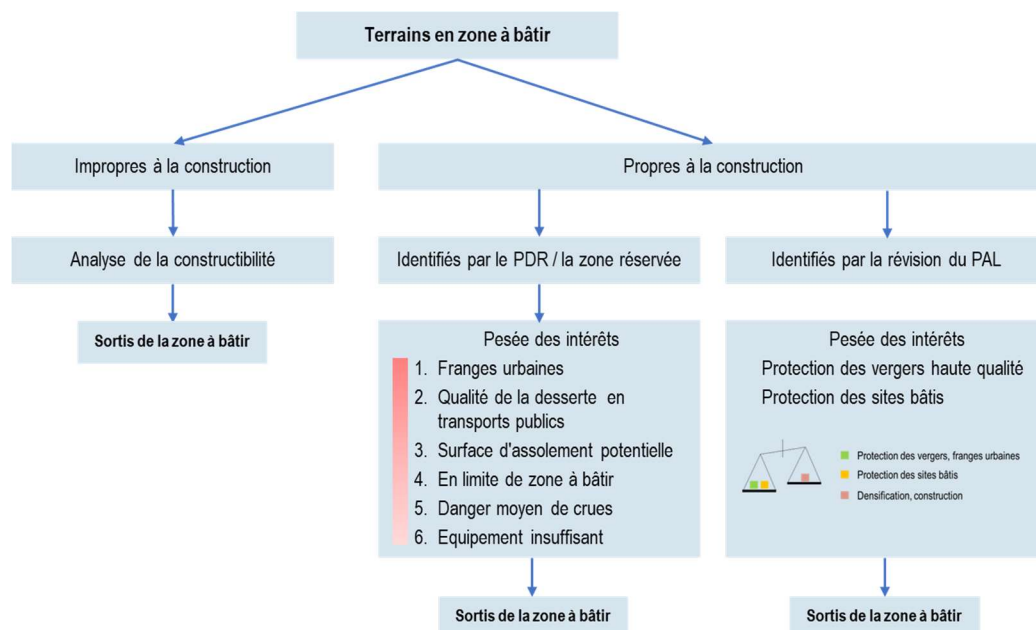 Terrains en zone à bâtir
Impropres à la construction
Propres à la construction
Analyse de la constructibilité
Identifiés par le PDR / la zone réservée
Identifiés par la révision du PAL
Sortis de la zone à bâtir
Pesée des intérêts
1. Franges urbaines
2. Qualité de la desserte en
transports publics
3. Surface d'assolement potentielle
4. En limite de zone à bâtir
5. Danger moyen de crues
6. Equipement insuffisant
Pesée des intérêts
Protection des vergers haute qualité
Protection des sites bâtis
Protection des vergers, franges urbaines
Protection des sites bâtis
Densification, construction
Sortis de la zone à bâtir
Sortis de la zone à bâtir